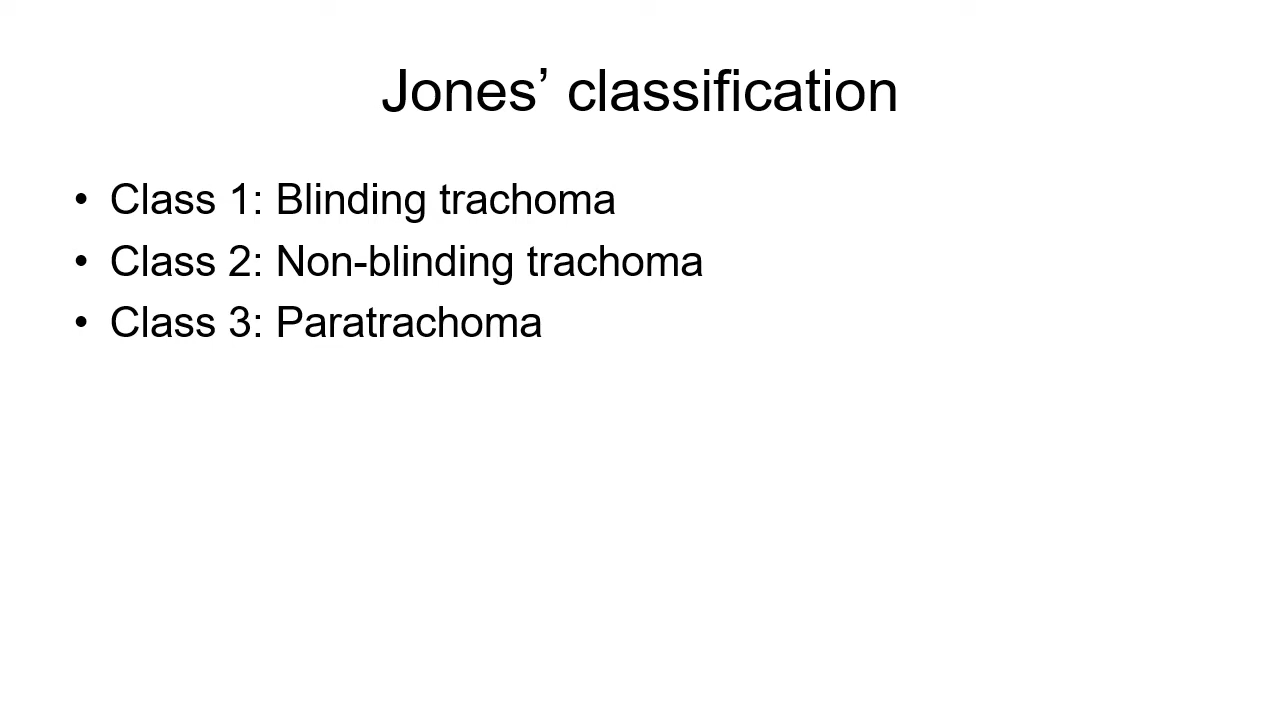 Jones’ classification
• Class 1: Blinding trachoma
• Class 2: Non-blinding trachoma
• Class 3: Paratrachoma